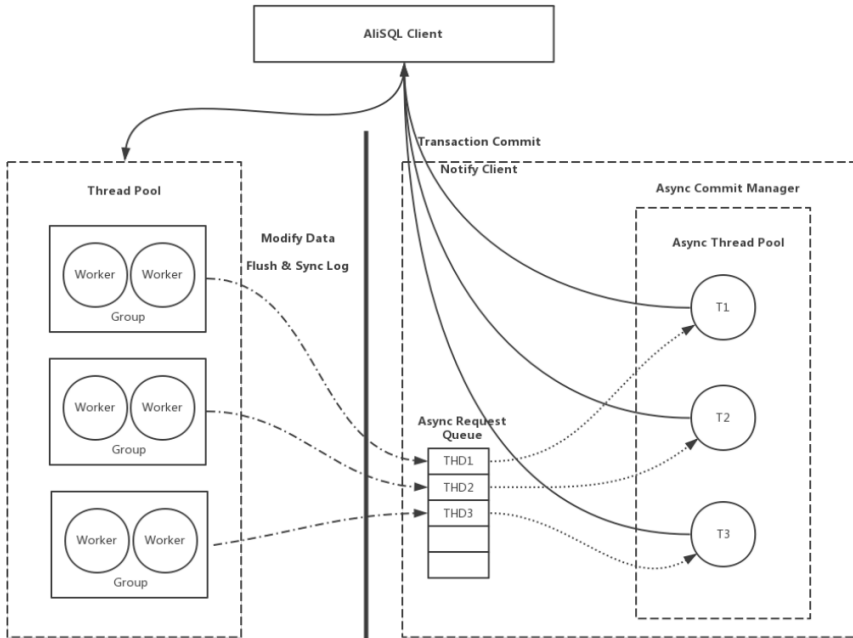 AliSQL Client
Transaction Commit
Notify Client
Thread Pool
Modify Data
Flush & Sync Log
Worker Worker
Group
Worker Worker
Group
Worker Worker
Group
Async Request
Queue
THD1
THD2
THD3
Async Commit Manager
Async Thread Pool
T1
T2
T3